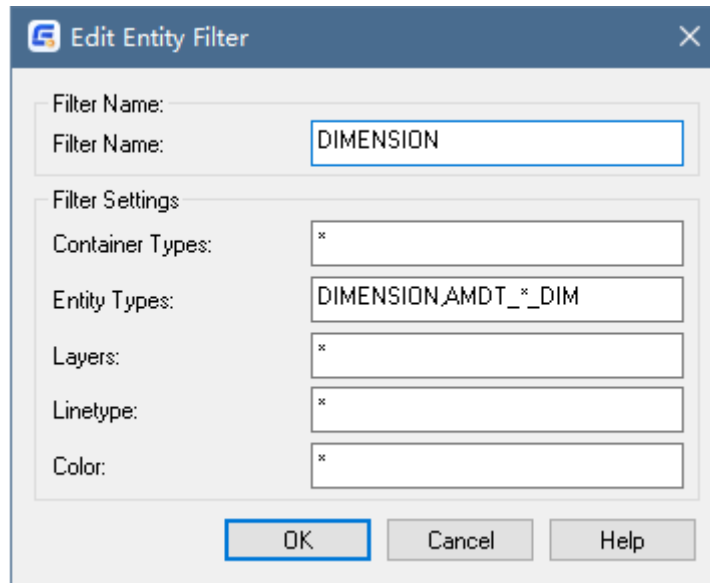 Edit Entity Filter
Filter Name:
Filter Name: DIMENSION
Filter Settings
Container Types: *
Entity Types: DIMENSION,AMDT_*_DIM
Layers: *
Linetype: *
Color: *
OK Cancel Help